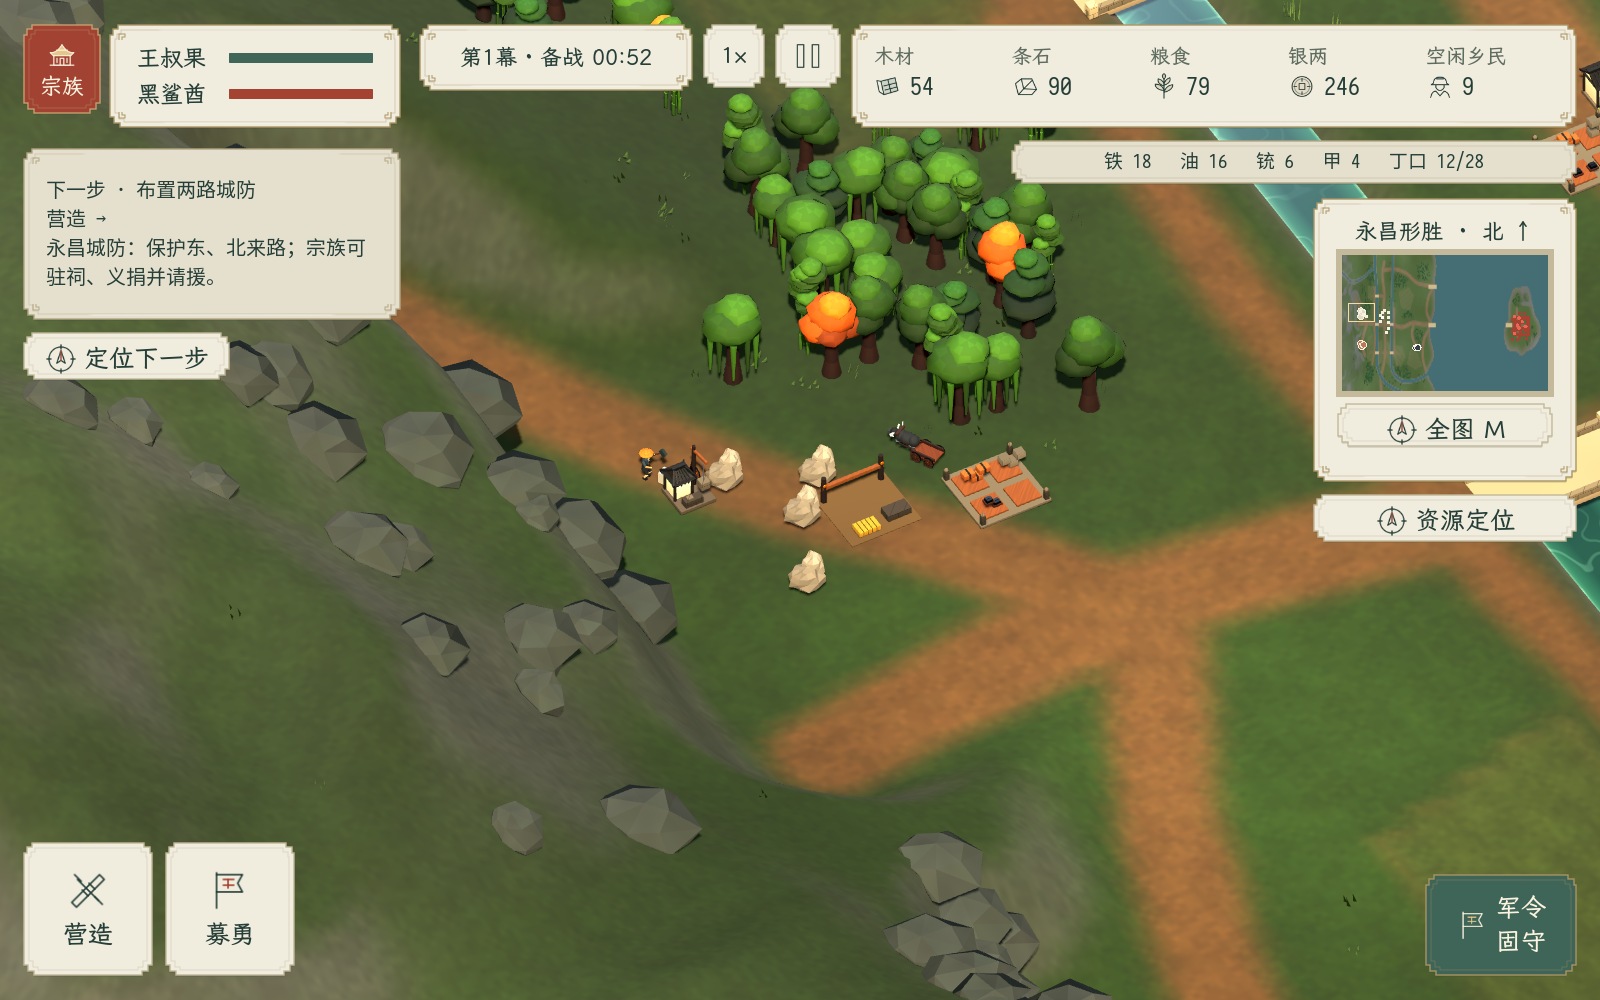 宗族
王叔果
黑鲨酋
第1幕·备战 00:52
1×
木材 54
条石 90
粮食 79
银两 246
空闲乡民 9
铁 18 油 16 铳 6 甲 4 丁口 12/28
下一步 · 布置两路城防
营造 →
永昌城防：保护东、北来路；宗族可
驻祠、义捐并请援。
定位下一步
永昌形胜 · 北 ↑
全图 M
资源定位
营造
募勇
军令
固守